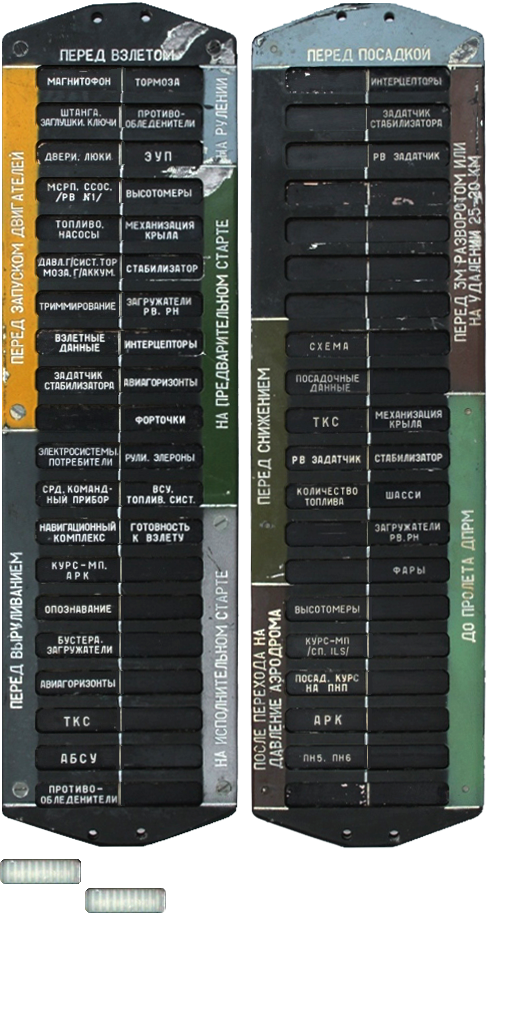 ПЕРЕД ВЗЛЕТОМ
ПЕРЕД ЗАПУСКОМ ДВИГАТЕЛЕЙ
МАГНИТОФОН
ШТАНГА.
ЗАГЛУШКИ. КЛЮЧИ
ДВЕРИ. ЛЮКИ.
МСРП. ССОС.
/РВ №1/
ТОПЛИВО.
НАСОСЫ
ДАВЛ.Г/СИСТ.ТОР
МОЗА. Г/АККУМ.
ТРИММИРОВАНИЕ
ВЗЛЕТНЫЕ
ДАННЫЕ
ЗАДАТЧИК
СТАБИЛИЗАТОРА
ПЕРЕД ВЫРУЛИВАНИЕМ
ЭЛЕКТРОСИСТЕМЫ.
ПОТРЕБИТЕЛИ
СРД. КОМАНД-
НЫЙ ПРИБОР
НАВИГАЦИОННЫЙ
КОМПЛЕКС
КУРС-МП.
АРК
ОПОЗНАВАНИЕ
БУСТЕРА.
ЗАГРУЖАТЕЛИ
АВИАГОРИЗОНТЫ
ТКС
АБСУ
ПРОТИВО-
ОБЛЕДЕНИТЕЛИ
НА РУЛЕНИИ
ТОРМОЗА
ПРОТИВО-
ОБЛЕДЕНИТЕЛИ
ЭУП
НА ПРЕДВАРИТЕЛЬНОМ СТАРТЕ
ВЫСОТОМЕРЫ
МЕХАНИЗАЦИЯ
КРЫЛА
СТАБИЛИЗАТОР
ЗАГРУЖАТЕЛИ
РВ. РН
ИНТЕРЦЕПТОРЫ
АВИАГОРИЗОНТЫ
ФОРТОЧКИ
РУЛИ. ЭЛЕРОНЫ
ВСУ.
ТОПЛИВ. СИСТ.
НА ИСПОЛНИТЕЛЬНОМ СТАРТЕ
ГОТОВНОСТЬ
К ВЗЛЕТУ
ПЕРЕД ПОСАДКОЙ
ПЕРЕД СНИЖЕНИЕМ
СХЕМА
ПОСАДОЧНЫЕ
ДАННЫЕ
ТКС
РВ ЗАДАТЧИК
КОЛИЧЕСТВО
ТОПЛИВА
ПОСЛЕ ПЕРЕХОДА НА
ДАВЛЕНИЕ АЭРОДРОМА
ВЫСОТОМЕРЫ
КУРС-МП
/СП. ILS/
ПОСАД. КУРС
НА ПНП
АРК
ПН5. ПН6
ПЕРЕД 3М РАЗВОРОТОМ ИЛИ
НА УДАЛЕНИИ 25-20 КМ
ИНТЕРЦЕПТОРЫ
ЗАДАТЧИК
СТАБИЛИЗАТОРА
РВ ЗАДАТЧИК
ДО ПРОЛЕТА ДПРМ
МЕХАНИЗАЦИЯ
КРЫЛА
СТАБИЛИЗАТОР
ШАССИ
ЗАГРУЖАТЕЛИ
РВ.РН
ФАРЫ